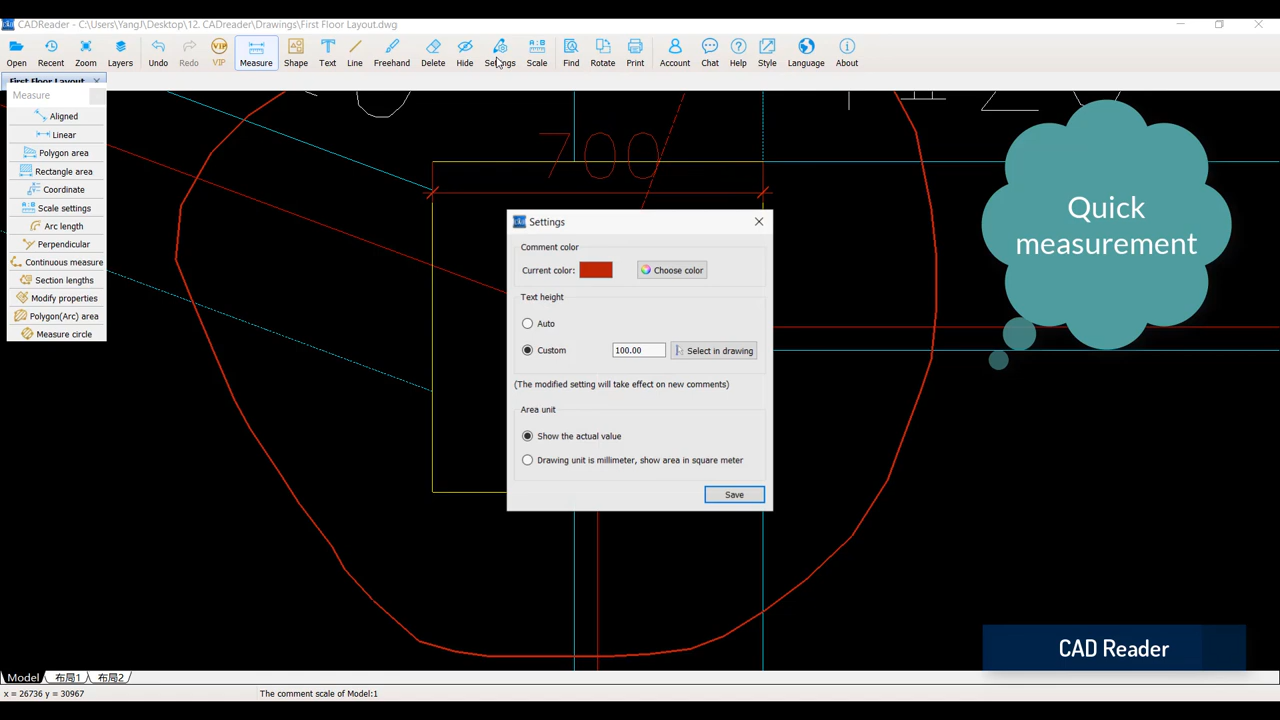 CADReader - C:\Users\YangJ\Desktop\12. CADreader\Drawings\First Floor Layout.dwg
Open Recent Zoom Layers Undo Redo VIP Measure Shape Text Line Freehand Delete Hide Settings Scale Find Rotate Print Account Chat Help Style Language About
First Floor Layout
Measure
Aligned
Linear
Polygon area
Rectangle area
Coordinate
Scale settings
Arc length
Perpendicular
Continuous measure
Section lengths
Modify properties
Polygon(Arc) area
Measure circle
700
Settings
Comment color
Current color:
Choose color
Text height
Auto
Custom 100.00 Select in drawing
(The modified setting will take effect on new comments)
Area unit
Show the actual value
Drawing unit is millimeter, show area in square meter
Save
Quick
measurement
CAD Reader
Model 布局1 布局2
x = 26736 y = 30967 The comment scale of Model:1